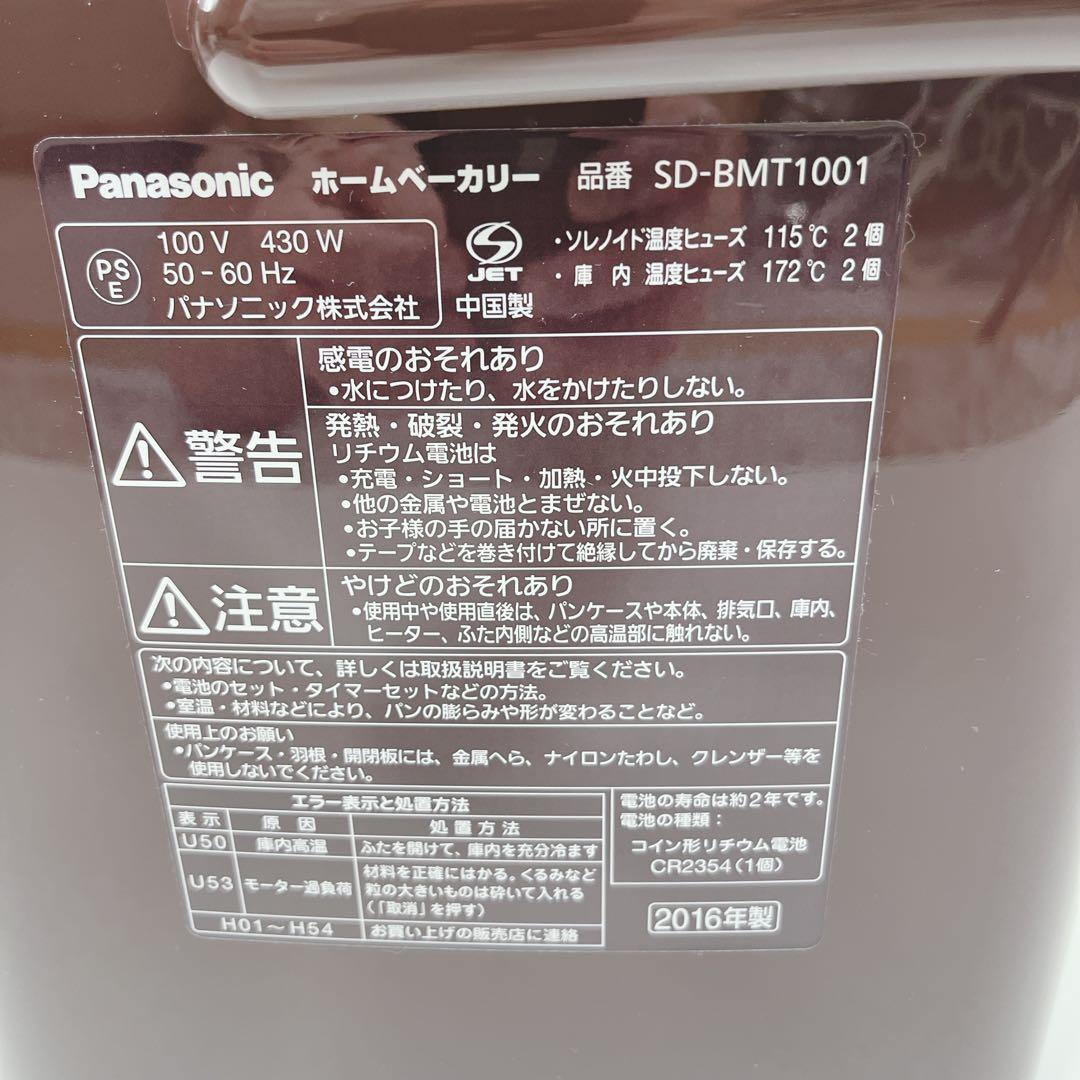 Panasonic ホームベーカリー 品番 SD-BMT1001
PS E
100V 430W
50-60Hz
パナソニック株式会社
S JET
中国製
・ソレノイド温度ヒューズ 115℃ 2個
・庫内 温度ヒューズ 172℃ 2個
警告
感電のおそれあり
•水につけたり、水をかけたりしない。
発熱・破裂・発火のおそれあり
リチウム電池は
•充電・ショート・加熱・火中投下しない。
•他の金属や電池とまぜない。
•お子様の手の届かない所に置く。
•テープなどを巻き付けて絶縁してから廃棄・保存する。
注意
やけどのおそれあり
•使用中や使用直後は、パンケースや本体、排気口、庫内、
ヒーター、ふた内側などの高温部に触れない。
次の内容について、詳しくは取扱説明書をご覧ください。
•電池のセット・タイマーセットなどの方法。
•室温・材料などにより、パンの膨らみや形が変わることなど。
使用上のお願い
•パンケース・羽根・開閉板には、金属へら、ナイロンたわし、クレンザー等を
使用しないでください。
エラー表示と処置方法
表示 原因 処置方法
U50 庫内高温 ふたを開けて、庫内を充分冷ます
U53 モーター過負荷 材料を正確にはかる。くるみなど
粒の大きいものは砕いて入れる
(「取消」を押す)
H01～H54 お買い上げの販売店に連絡
電池の寿命は約2年です。
電池の種類：
コイン形リチウム電池
CR2354(1個)
2016年製